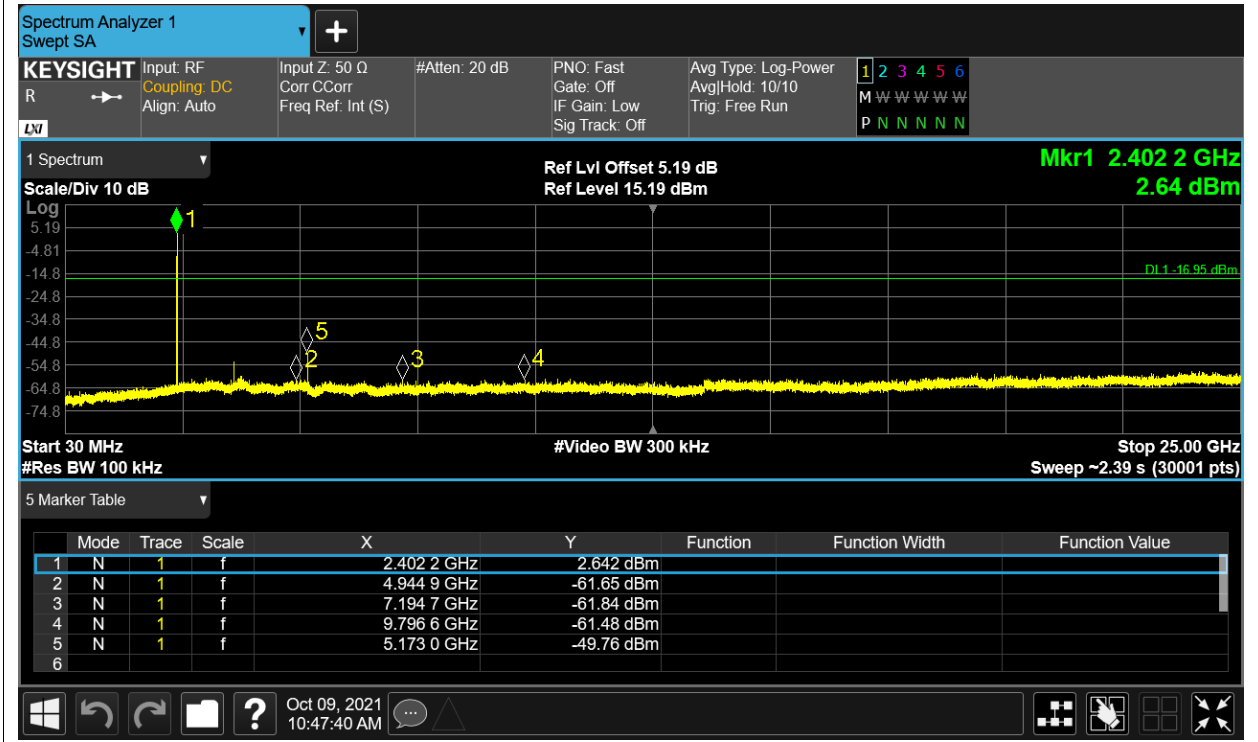 Spectrum Analyzer 1
Swept SA
KEYSIGHT
R
LXI
Input: RF
Coupling: DC
Align: Auto
Input Z: 50 Ω
Corr CCorr
Freq Ref: Int (S)
#Atten: 20 dB
PNO: Fast
Gate: Off
IF Gain: Low
Sig Track: Off
Avg Type: Log-Power
Avg|Hold: 10/10
Trig: Free Run
1 2 3 4 5 6
M W W W W W W
P N N N N N N
1 Spectrum
Scale/Div 10 dB
Ref Lvl Offset 5.19 dB
Ref Level 15.19 dBm
Mkr1 2.402 2 GHz
2.64 dBm
Log
5.19
-4.81
-14.8
-24.8
-34.8
-44.8
-54.8
-64.8
-74.8
1
DL1 -16.95 dBm
5
2
3
4
Start 30 MHz
#Video BW 300 kHz
Stop 25.00 GHz
#Res BW 100 kHz
Sweep ~2.39 s (30001 pts)
5 Marker Table
Mode Trace Scale X Y Function Function Width Function Value
1 N 1 f 2.402 2 GHz 2.642 dBm
2 N 1 f 4.944 9 GHz -61.65 dBm
3 N 1 f 7.194 7 GHz -61.84 dBm
4 N 1 f 9.796 6 GHz -61.48 dBm
5 N 1 f 5.173 0 GHz -49.76 dBm
6
?
Oct 09, 2021
10:47:40 AM